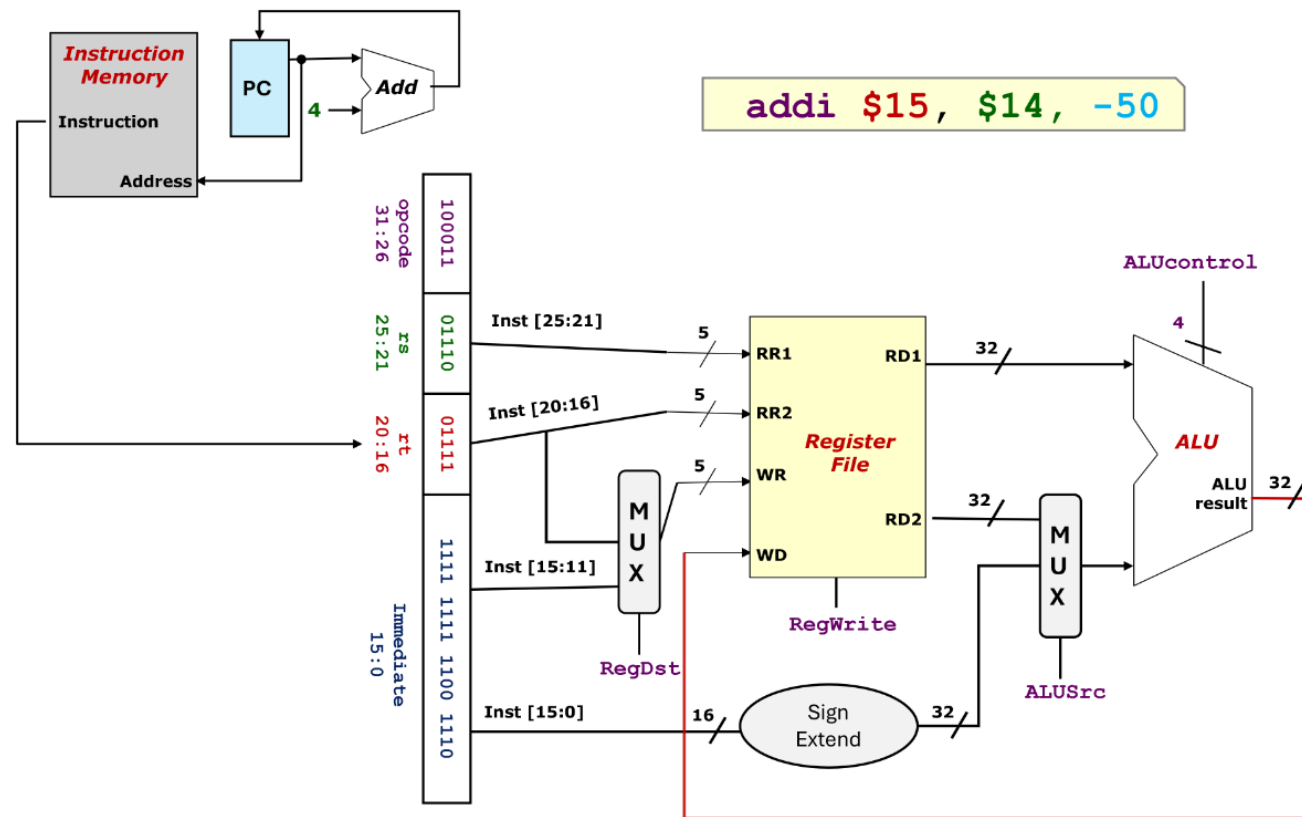 Instruction
Memory
Instruction
Address
PC
4
Add
addi $15, $14, -50
opcode
31:26
100011
rs
25:21
01110
rt
20:16
01111
Immediate
15:0
1111 1111 1100 1110
Inst [25:21]
5
Inst [20:16]
5
5
MUX
Inst [15:11]
RegDst
Inst [15:0]
16
Sign
Extend
32
RR1
RR2
WR
WD
Register
File
RD1
RD2
RegWrite
32
32
MUX
ALUSrc
ALUcontrol
4
ALU
ALU
result
32